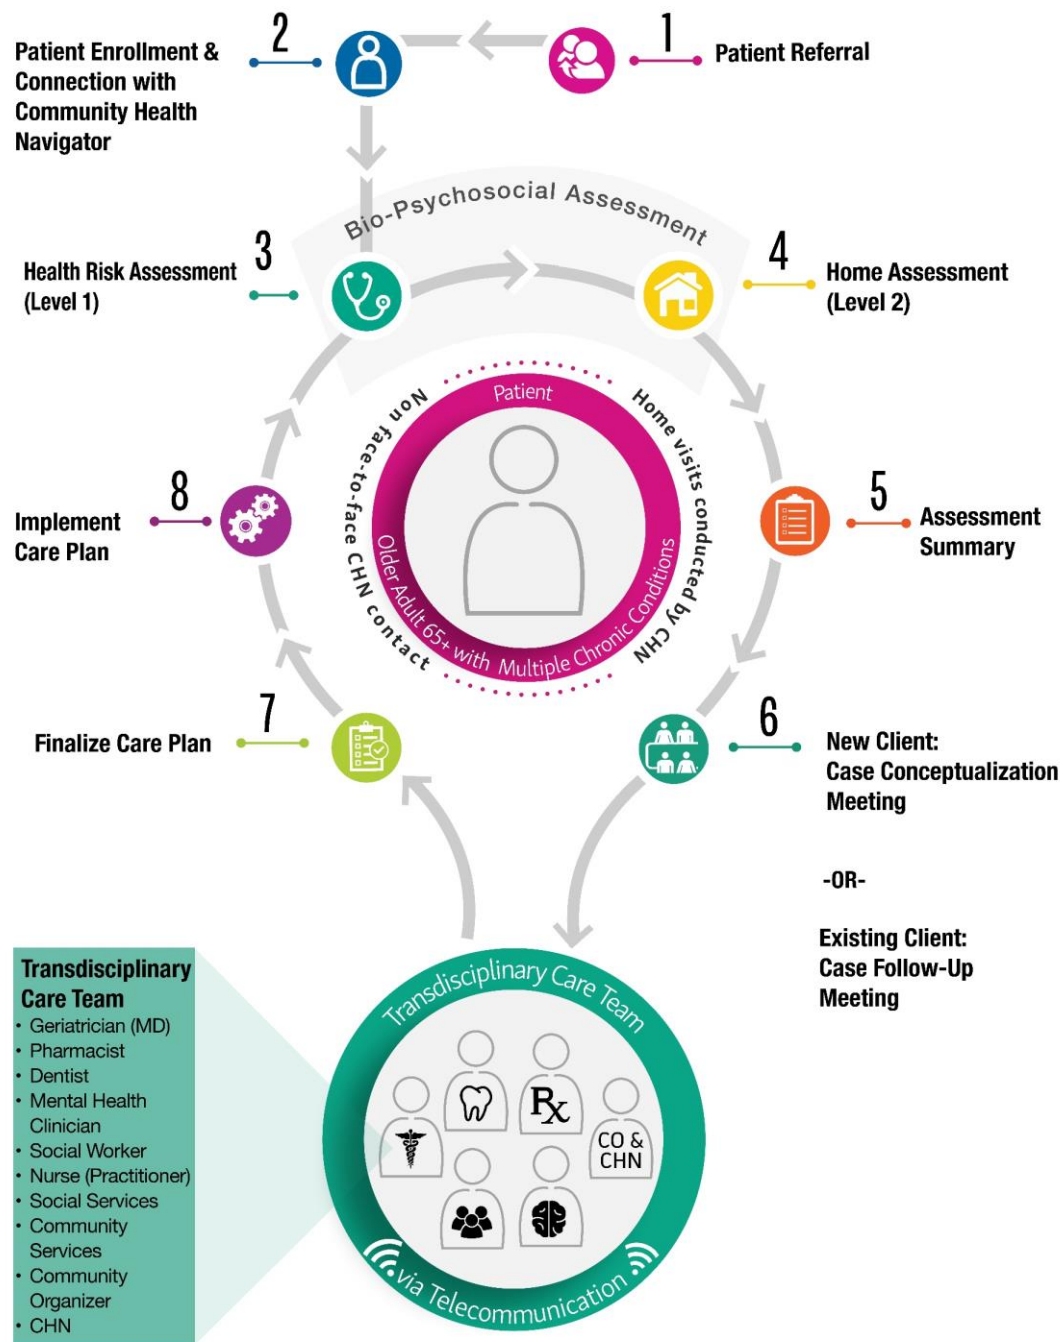 1
Patient Referral
2
Patient Enrollment &
Connection with
Community Health
Navigator
Bio-Psychosocial Assessment
3
Health Risk Assessment
(Level 1)
4
Home Assessment
(Level 2)
Patient
Older Adult 65+ with Multiple Chronic Conditions
Non face-to-face CHN contact
Home visits conducted by CHN
5
Assessment
Summary
6
New Client:
Case Conceptualization
Meeting
-OR-
Existing Client:
Case Follow-Up
Meeting
7
Finalize Care Plan
8
Implement
Care Plan
Transdisciplinary
Care Team
• Geriatrician (MD)
• Pharmacist
• Dentist
• Mental Health
Clinician
• Social Worker
• Nurse (Practitioner)
• Social Services
• Community
Services
• Community
Organizer
• CHN
Transdisciplinary Care Team
Rx
CO &
CHN
via Telecommunication